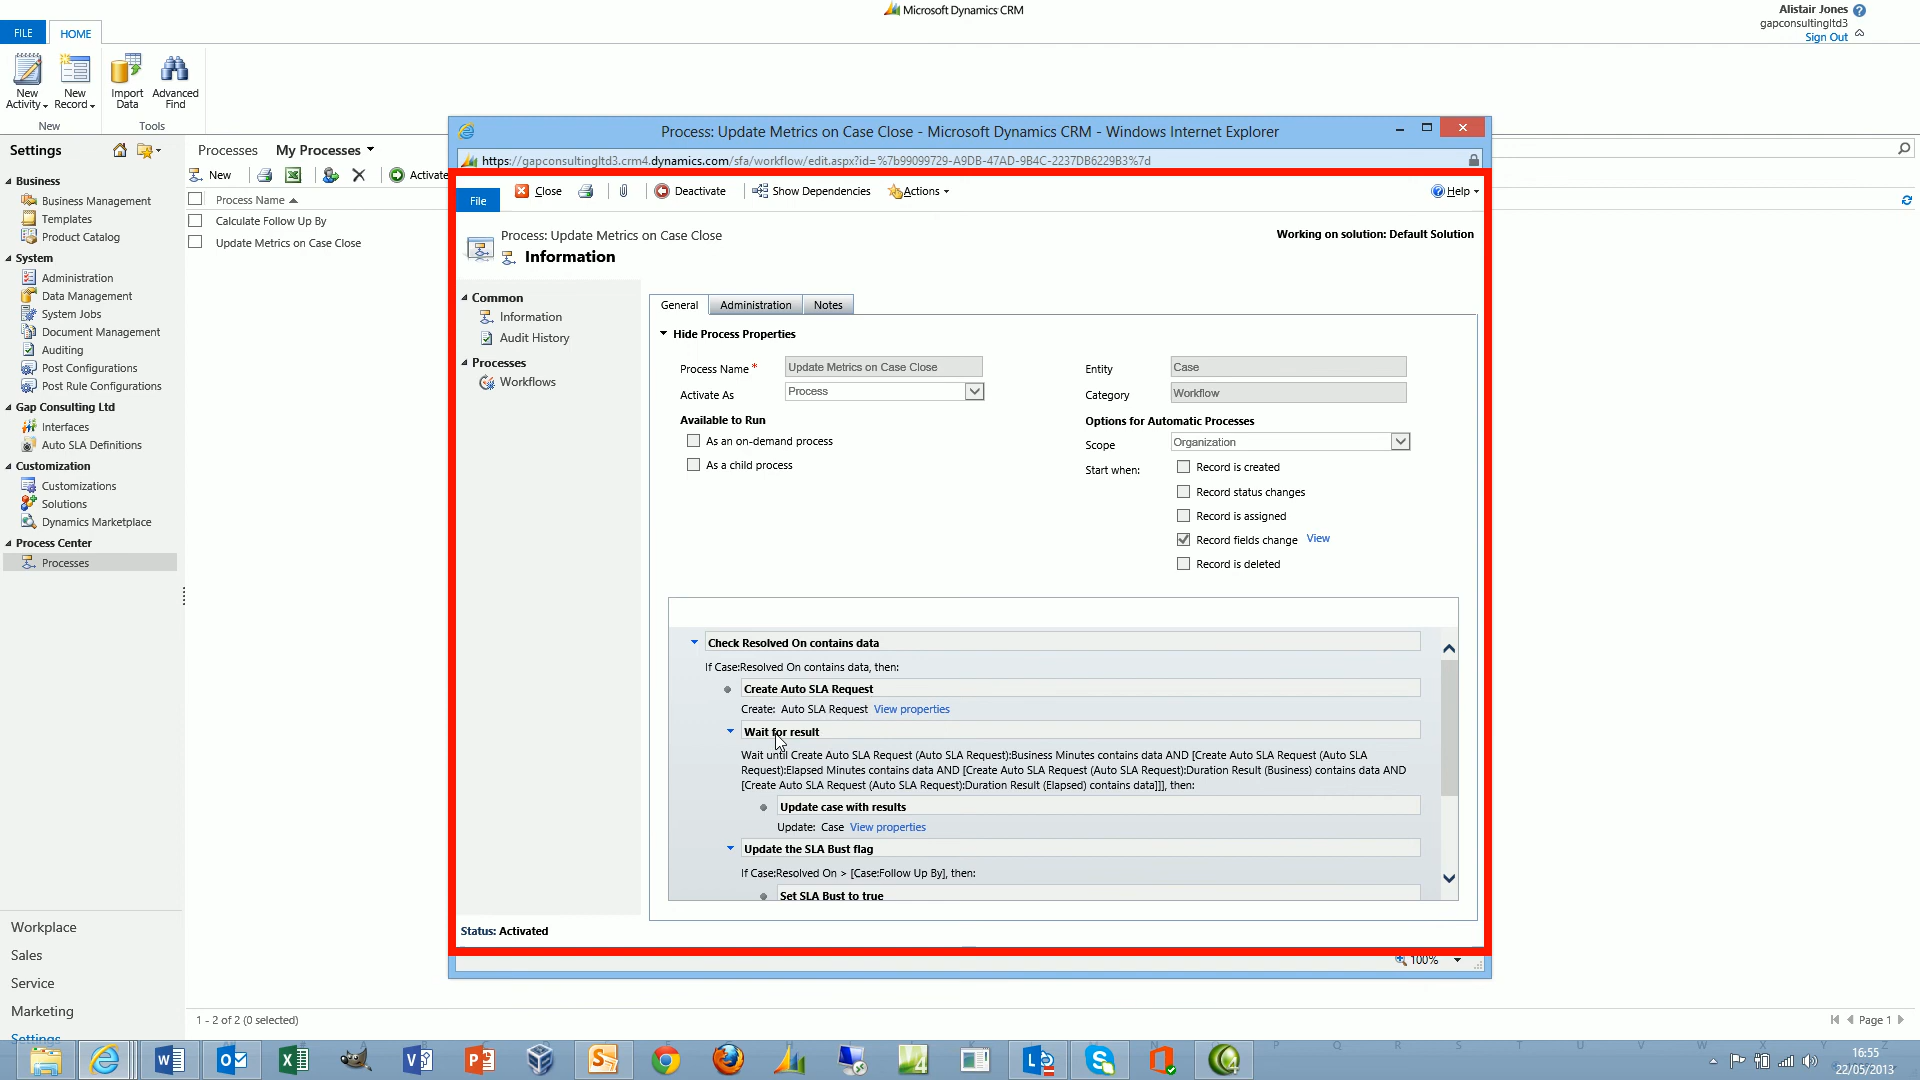 Microsoft Dynamics CRM
Alistair Jones
gapconsultingltd3
Sign Out
FILE
HOME
New Activity
New Record
Import Data
Advanced Find
New
Tools
Settings
Business
Business Management
Templates
Product Catalog
System
Administration
Data Management
System Jobs
Document Management
Auditing
Post Configurations
Post Rule Configurations
Gap Consulting Ltd
Interfaces
Auto SLA Definitions
Customization
Customizations
Solutions
Dynamics Marketplace
Process Center
Processes
Workplace
Sales
Service
Marketing
Settings
Processes My Processes
New
Activate
Process Name
Calculate Follow Up By
Update Metrics on Case Close
1 - 2 of 2 (0 selected)
Page 1
Process: Update Metrics on Case Close - Microsoft Dynamics CRM - Windows Internet Explorer
https://gapconsultingltd3.crm4.dynamics.com/sfa/workflow/edit.aspx?id=%7b99099729-A9DB-47AD-9B4C-2237DB6229B3%7d
File
Close
Deactivate
Show Dependencies
Actions
Help
Process: Update Metrics on Case Close
Information
Working on solution: Default Solution
Common
Information
Audit History
Processes
Workflows
General Administration Notes
Hide Process Properties
Process Name* Update Metrics on Case Close
Entity Case
Activate As Process
Category Workflow
Available to Run
Options for Automatic Processes
As an on-demand process
Scope Organization
As a child process
Start when: Record is created
Record status changes
Record is assigned
Record fields change View
Record is deleted
Check Resolved On contains data
If Case:Resolved On contains data, then:
Create Auto SLA Request
Create: Auto SLA Request View properties
Wait for result
Wait until Create Auto SLA Request (Auto SLA Request):Business Minutes contains data AND [Create Auto SLA Request (Auto SLA
Request):Elapsed Minutes contains data AND [Create Auto SLA Request (Auto SLA Request):Duration Result (Business) contains data AND
[Create Auto SLA Request (Auto SLA Request):Duration Result (Elapsed) contains data]]], then:
Update case with results
Update: Case View properties
Update the SLA Bust flag
If Case:Resolved On > [Case:Follow Up By], then:
Set SLA Bust to true
Status: Activated
100%
16:55
22/05/2013